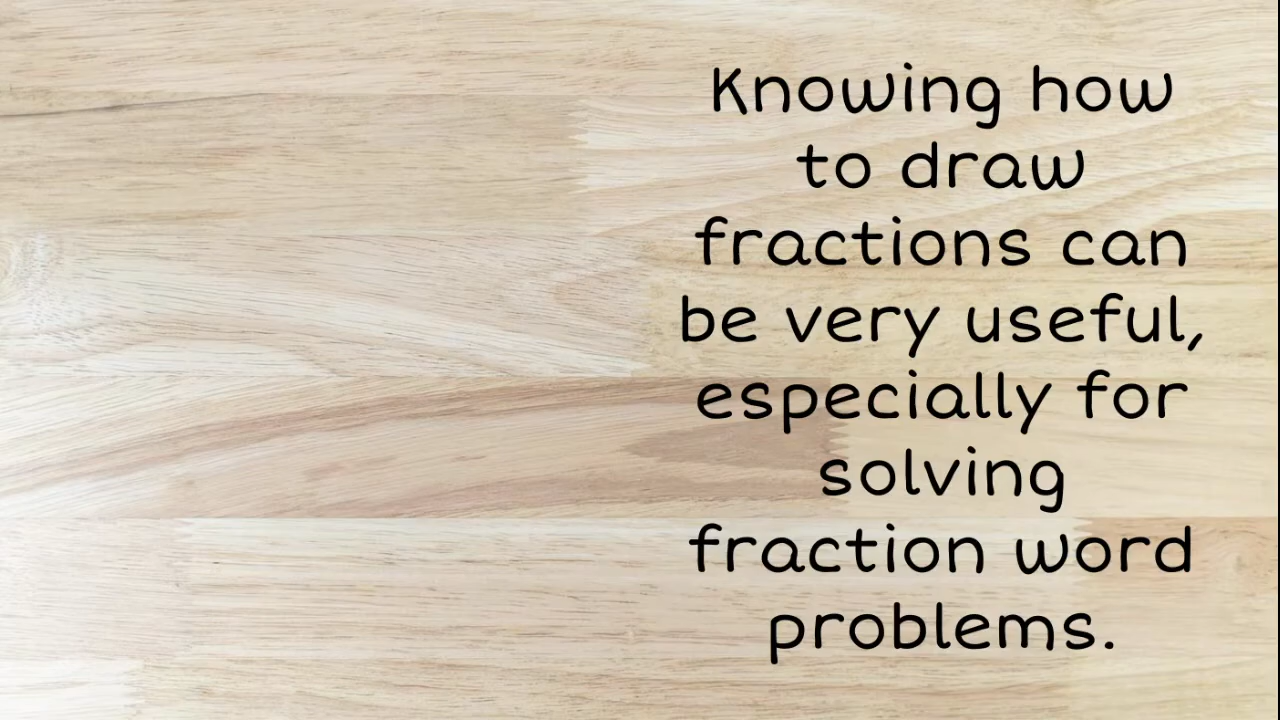 Knowing how
to draw
fractions can
be very useful,
especially for
solving
fraction word
problems.